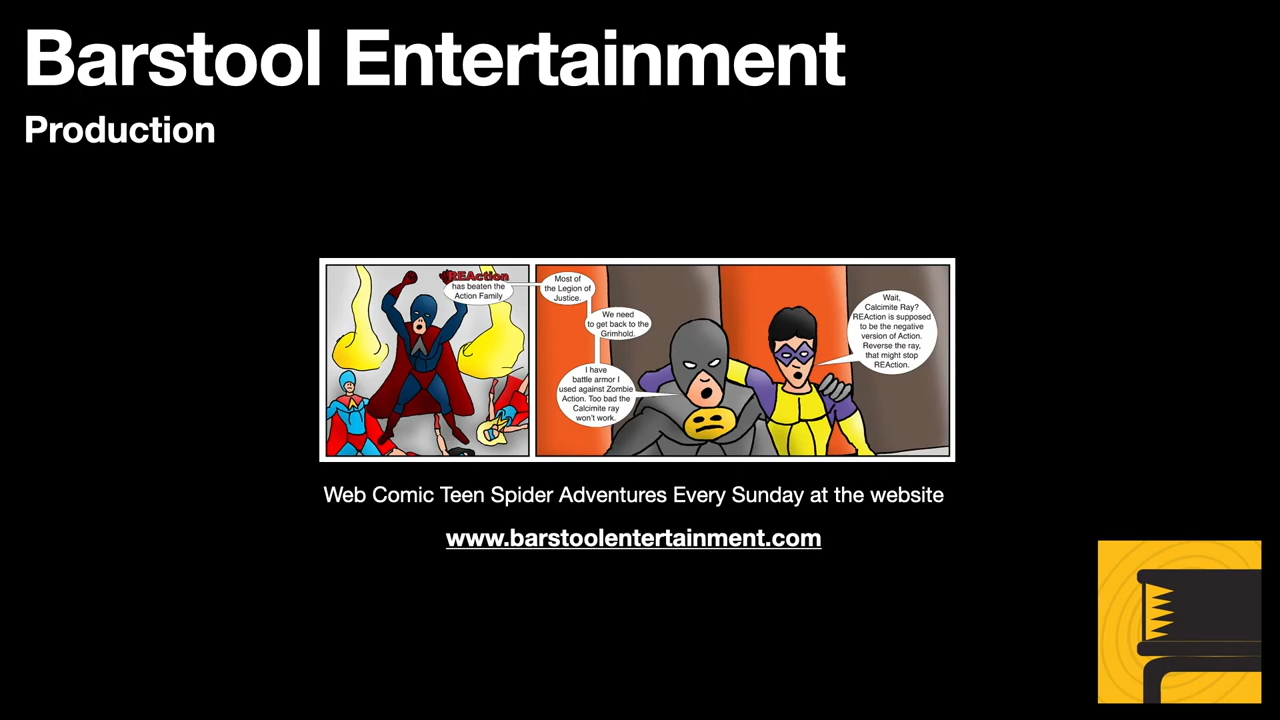 Barstool Entertainment
Production
REAction
has beaten the
Action Family
Most of
the Legion of
Justice.
We need
to get back to the
Grimhold.
I have
battle armor I
used against Zombie
Action. Too bad the
Calcimite ray
won't work.
Wait,
Calcimite Ray?
REAction is supposed
to be the negative
version of Action.
Reverse the ray,
that might stop
REAction.
Web Comic Teen Spider Adventures Every Sunday at the website
www.barstoolentertainment.com